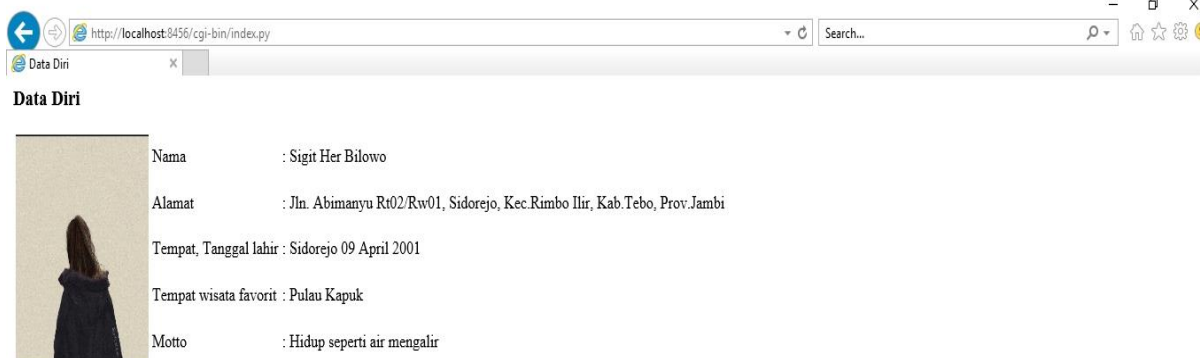 http://localhost:8456/cgi-bin/index.py
Search...
Data Diri
Data Diri
Nama : Sigit Her Bilowo
Alamat : Jln. Abimanyu Rt02/Rw01, Sidorejo, Kec.Rimbo Ilir, Kab.Tebo, Prov.Jambi
Tempat, Tanggal lahir : Sidorejo 09 April 2001
Tempat wisata favorit : Pulau Kapuk
Motto : Hidup seperti air mengalir